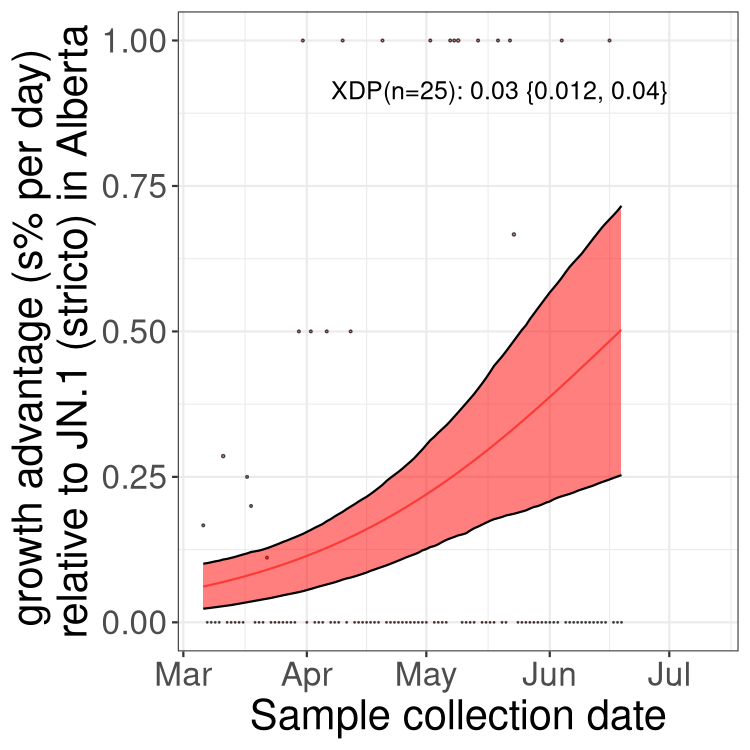 growth advantage (s% per day)
relative to JN.1 (stricto) in Alberta
1.00
0.75
0.50
0.25
0.00
XDP(n=25): 0.03 {0.012, 0.04}
Mar Apr May Jun Jul
Sample collection date